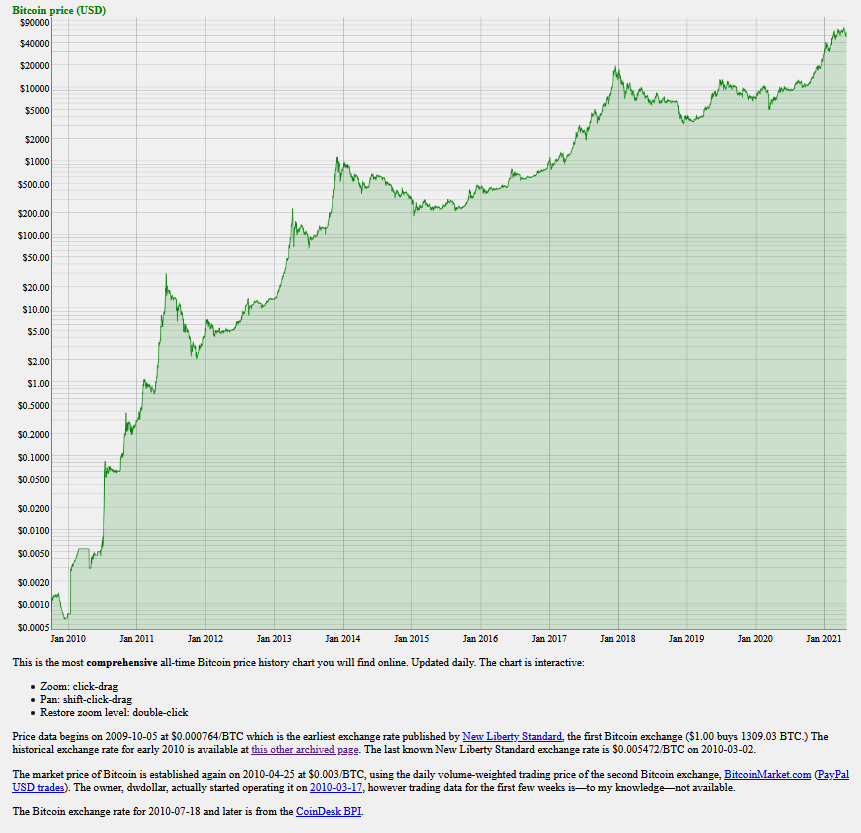 Bitcoin price (USD)
$90000
$40000
$20000
$10000
$5000
$2000
$1000
$500.00
$200.00
$100.00
$50.00
$20.00
$10.00
$5.00
$2.00
$1.00
$0.5000
$0.2000
$0.1000
$0.0500
$0.0200
$0.0100
$0.0050
$0.0020
$0.0010
$0.0005
Jan 2010 Jan 2011 Jan 2012 Jan 2013 Jan 2014 Jan 2015 Jan 2016 Jan 2017 Jan 2018 Jan 2019 Jan 2020 Jan 2021
This is the most comprehensive all-time Bitcoin price history chart you will find online. Updated daily. The chart is interactive:
• Zoom: click-drag
• Pan: shift-click-drag
• Restore zoom level: double-click
Price data begins on 2009-10-05 at $0.000764/BTC which is the earliest exchange rate published by New Liberty Standard, the first Bitcoin exchange ($1.00 buys 1309.03 BTC.) The
historical exchange rate for early 2010 is available at this other archived page. The last known New Liberty Standard exchange rate is $0.005472/BTC on 2010-03-02.
The market price of Bitcoin is established again on 2010-04-25 at $0.003/BTC, using the daily volume-weighted trading price of the second Bitcoin exchange, BitcoinMarket.com (PayPal
USD trades). The owner, dwdollar, actually started operating it on 2010-03-17, however trading data for the first few weeks is—to my knowledge—not available.
The Bitcoin exchange rate for 2010-07-18 and later is from the CoinDesk BPI.